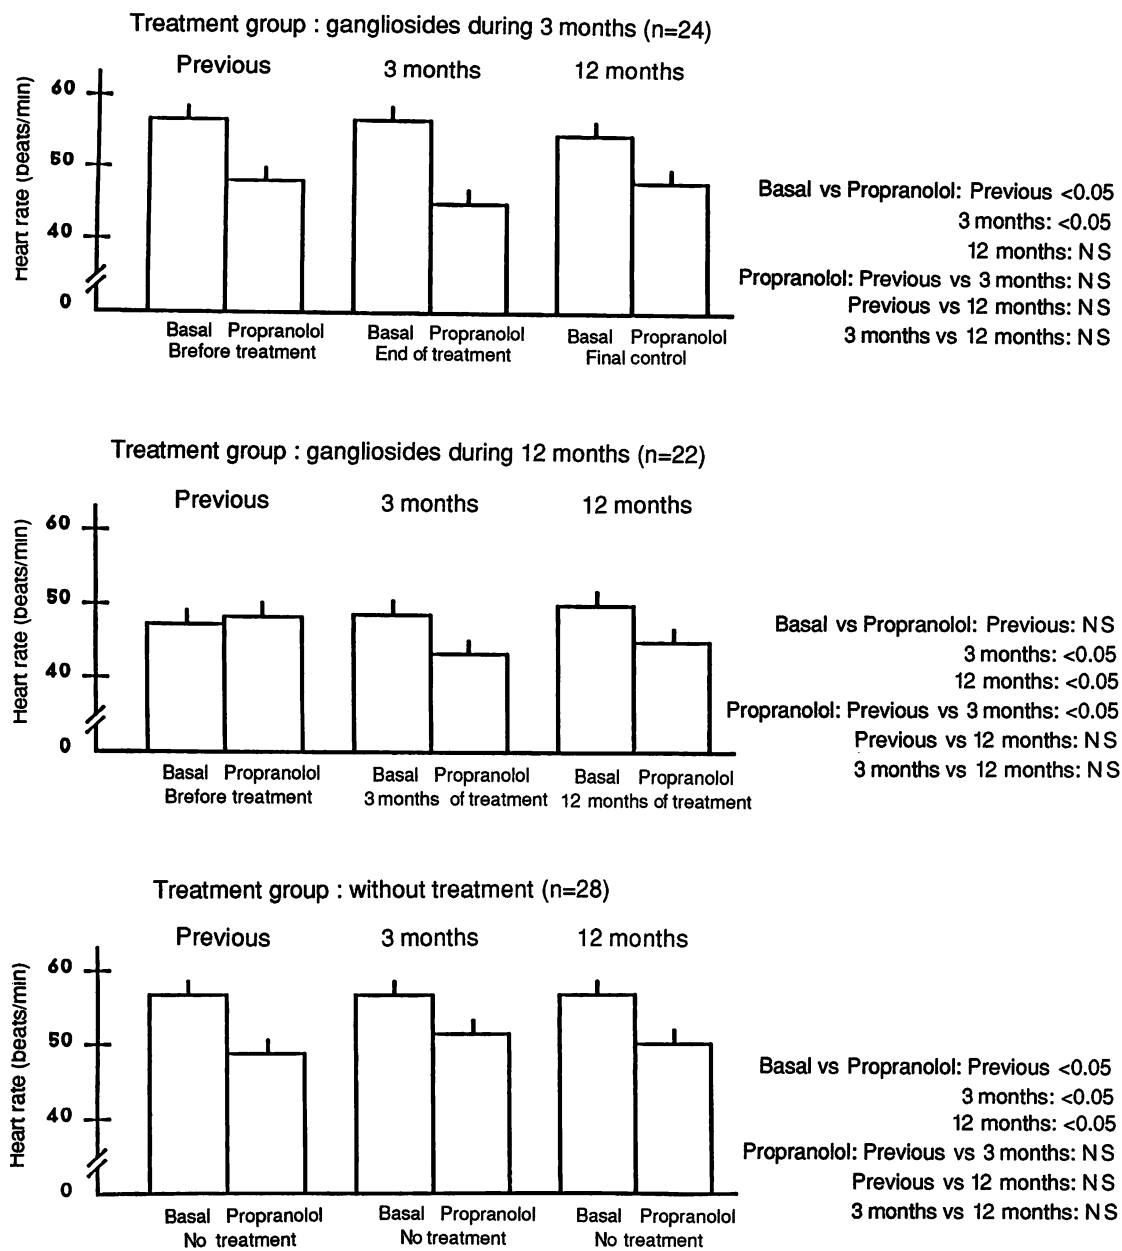 Treatment group : gangliosides during 3 months (n=24)
Previous 3 months 12 months
Heart rate (beats/min)
60
50
40
0
Basal Propranolol Basal Propranolol Basal Propranolol
Brefore treatment End of treatment Final control
Basal vs Propranolol: Previous <0.05
3 months: <0.05
12 months: NS
Propranolol: Previous vs 3 months: NS
Previous vs 12 months: NS
3 months vs 12 months: NS
Treatment group : gangliosides during 12 months (n=22)
Previous 3 months 12 months
Heart rate (beats/min)
60
50
40
0
Basal Propranolol Basal Propranolol Basal Propranolol
Brefore treatment 3 months of treatment 12 months of treatment
Basal vs Propranolol: Previous: NS
3 months: <0.05
12 months: <0.05
Propranolol: Previous vs 3 months: <0.05
Previous vs 12 months: NS
3 months vs 12 months: NS
Treatment group : without treatment (n=28)
Previous 3 months 12 months
Heart rate (beats/min)
60
50
40
0
Basal Propranolol Basal Propranolol Basal Propranolol
No treatment No treatment No treatment
Basal vs Propranolol: Previous <0.05
3 months: <0.05
12 months: <0.05
Propranolol: Previous vs 3 months: NS
Previous vs 12 months: NS
3 months vs 12 months: NS